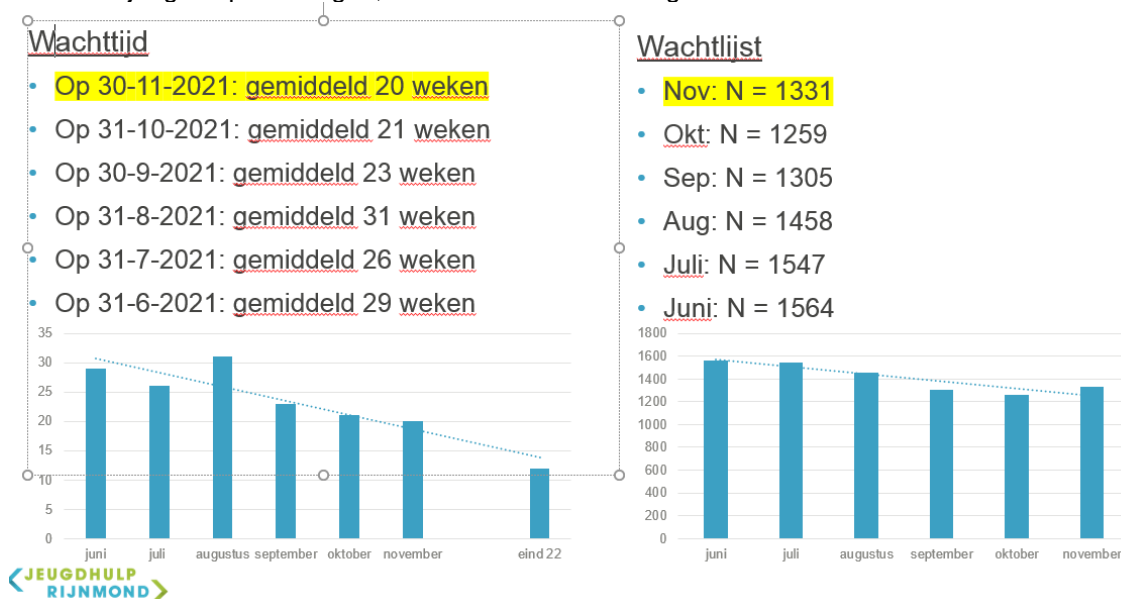 Wachttijd
• Op 30-11-2021: gemiddeld 20 weken
• Op 31-10-2021: gemiddeld 21 weken
• Op 30-9-2021: gemiddeld 23 weken
• Op 31-8-2021: gemiddeld 31 weken
• Op 31-7-2021: gemiddeld 26 weken
• Op 31-6-2021: gemiddeld 29 weken
35
30
25
20
15
10
5
0
juni juli augustus september oktober november eind 22
Wachtlijst
• Nov: N = 1331
• Okt: N = 1259
• Sep: N = 1305
• Aug: N = 1458
• Juli: N = 1547
• Juni: N = 1564
1800
1600
1400
1200
1000
800
600
400
200
0
juni juli augustus september oktober november
JEUGDHULP
RIJNMOND